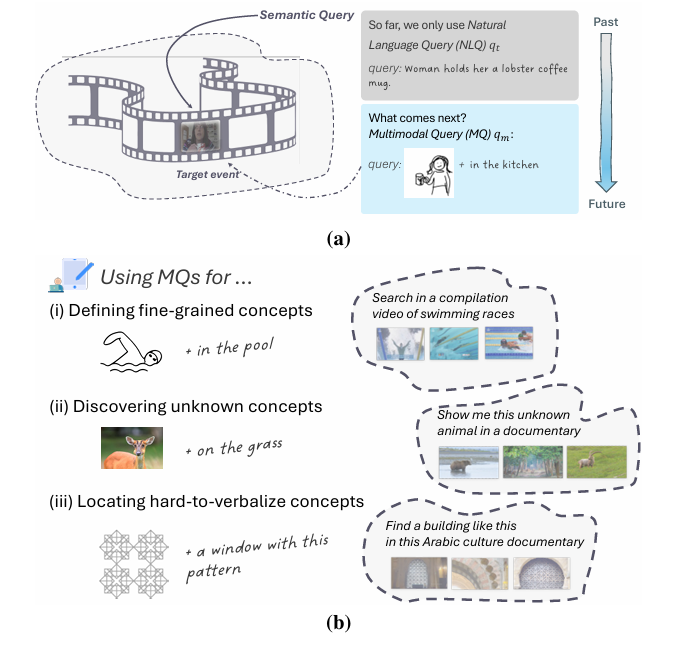 Semantic Query
Target event
So far, we only use Natural
Language Query (NLQ) qt
query: Woman holds her a lobster coffee
mug.
What comes next?
Multimodal Query (MQ) qm:
query:
+ in the kitchen
Past
Future
(a)
Using MQs for ...
(i) Defining fine-grained concepts
+ in the pool
Search in a compilation
video of swimming races
(ii) Discovering unknown concepts
+ on the grass
Show me this unknown
animal in a documentary
(iii) Locating hard-to-verbalize concepts
+ a window with this
pattern
Find a building like this
in this Arabic culture documentary
(b)